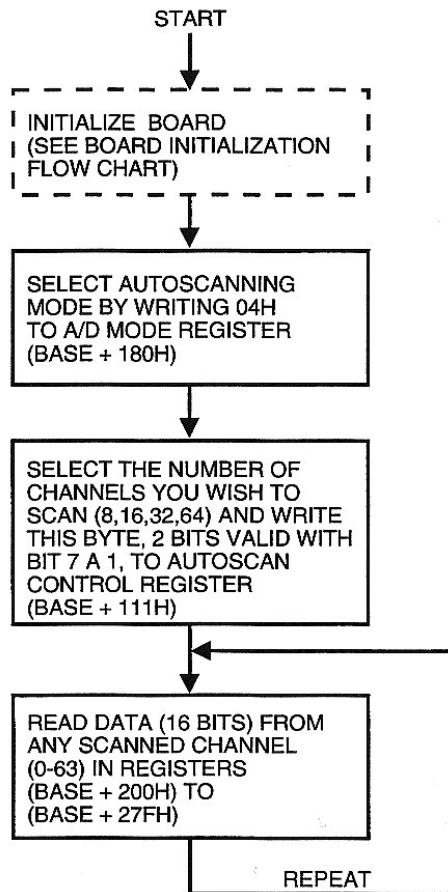 START
INITIALIZE BOARD
(SEE BOARD INITIALIZATION
FLOW CHART)
SELECT AUTOSCANNING
MODE BY WRITING 04H
TO A/D MODE REGISTER
(BASE + 180H)
SELECT THE NUMBER OF
CHANNELS YOU WISH TO
SCAN (8,16,32,64) AND WRITE
THIS BYTE, 2 BITS VALID WITH
BIT 7 A 1, TO AUTOSCAN
CONTROL REGISTER
(BASE + 111H)
READ DATA (16 BITS) FROM
ANY SCANNED CHANNEL
(0-63) IN REGISTERS
(BASE + 200H) TO
(BASE + 27FH)
REPEAT